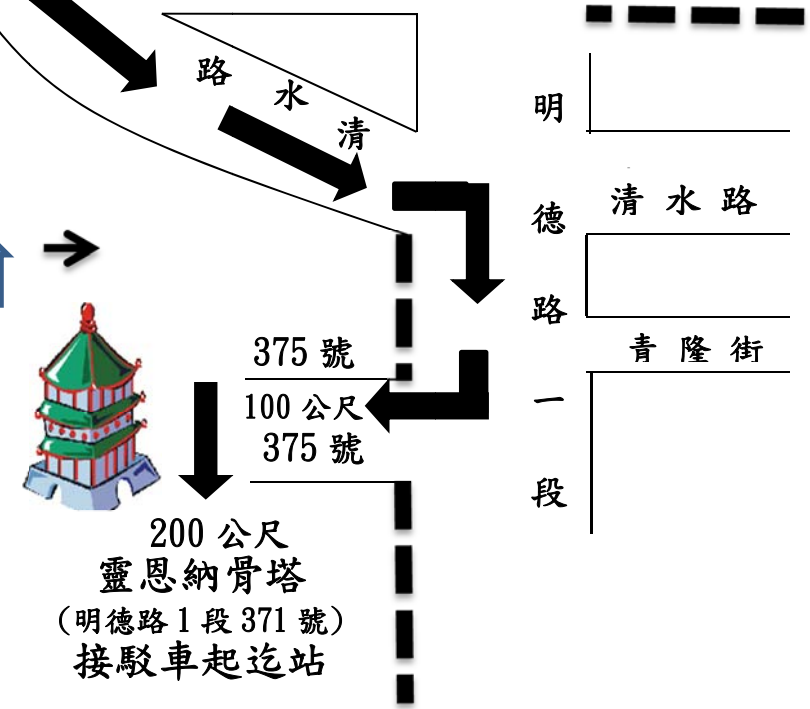 清水路
明德路一段
清水路
青隆街
375 號
100 公尺
375 號
200 公尺
靈恩納骨塔
(明德路 1 段 371 號)
接駁車起迄站